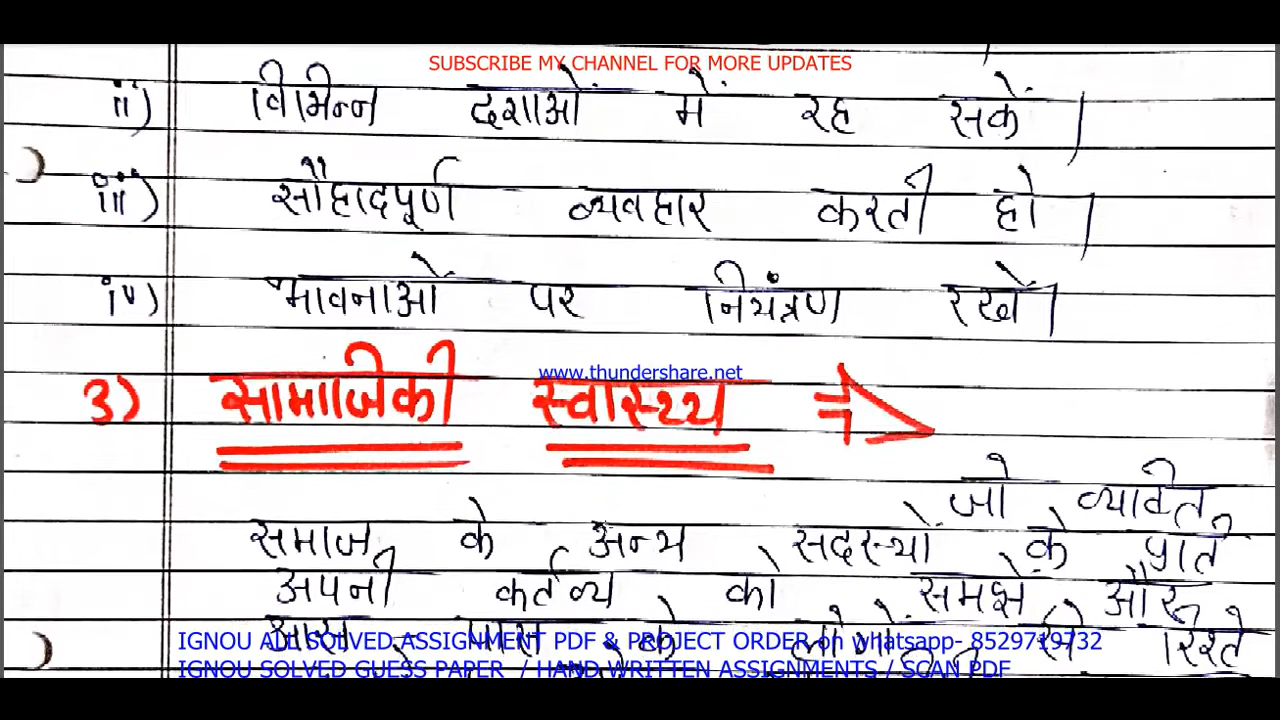 SUBSCRIBE MY CHANNEL FOR MORE UPDATES
ii) विभिन्न दशाओं में रह सकें।
iii) सौहादपूर्ण व्यवहार करती हो।
iv) भावनाओं पर नियंत्रण रखें।
www.thundershare.net
3) सामाजिकी स्वास्थ्य ⇒
जो व्यक्ति
समाज के अन्य सदस्यों के प्रति
अपनी कर्तव्य को समझे और
आस पास के लोगों से रिश्ते
IGNOU ALL SOLVED ASSIGNMENT PDF & PROJECT ORDER on whatsapp- 8529719732
IGNOU SOLVED GUESS PAPER / HAND WRITTEN ASSIGNMENTS / SCAN PDF